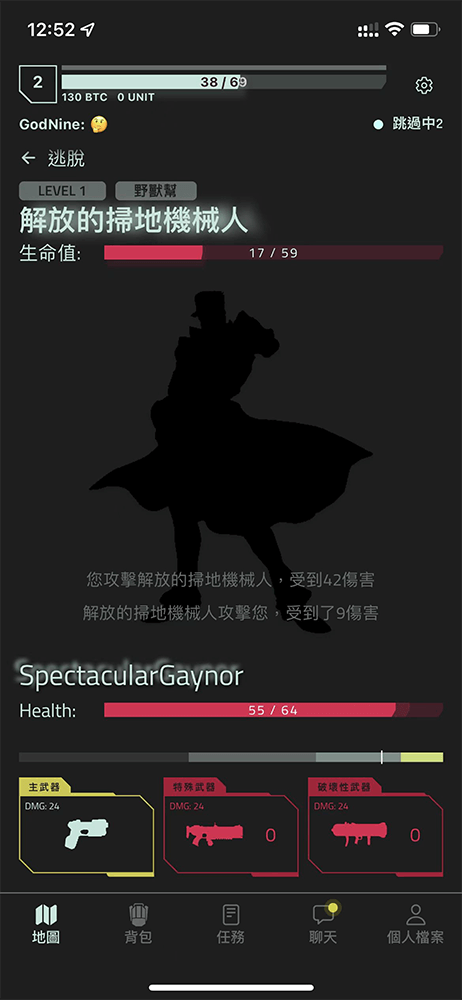 12:52
2
38 / 69
130 BTC 0 UNIT
GodNine: 🤔
跳過中2
← 逃脫
LEVEL 1 野獸幫
解放的掃地機械人
生命值: 17 / 59
您攻擊解放的掃地機械人，受到42傷害
解放的掃地機械人攻擊您，受到了9傷害
SpectacularGaynor
Health: 55 / 64
主武器 特殊武器 破壞性武器
DMG: 24 DMG: 24 DMG: 24
0 0
地圖 背包 任務 聊天 個人檔案